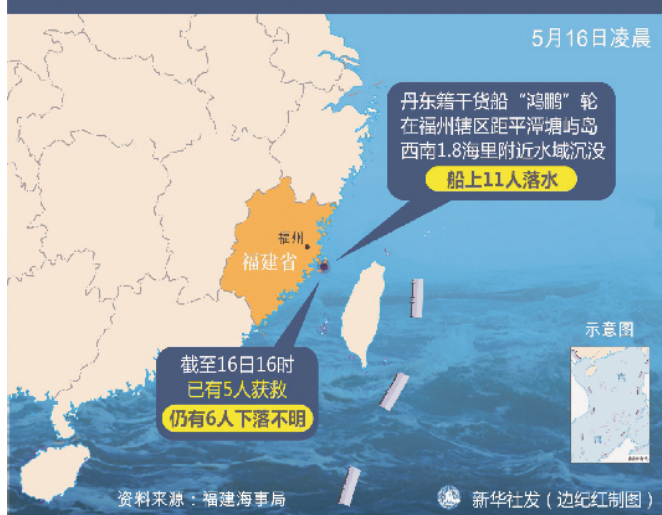 5月16日凌晨
丹东籍干货船“鸿鹏”轮
在福州辖区距平潭塘屿岛
西南1.8海里附近水域沉没
船上11人落水
福州
福建省
截至16日16时
已有5人获救
仍有6人下落不明
示意图
资料来源：福建海事局
新华社发（边纪红制图）